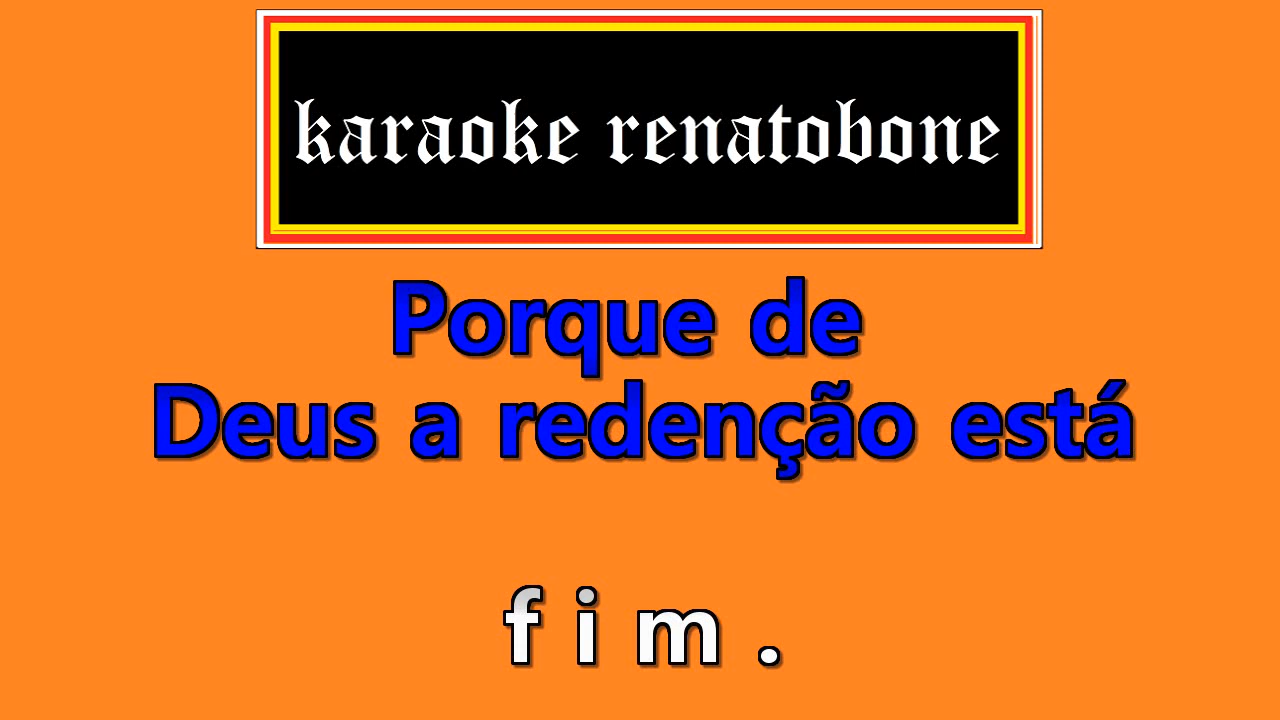 karaoke renatobone
Porque de
Deus a redenção está
f i m .